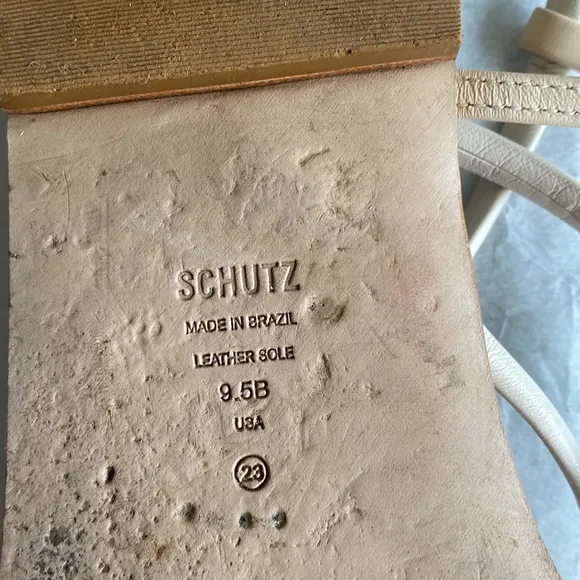 SCHUTZ
MADE IN BRAZIL
LEATHER SOLE
9.5B
USA
23